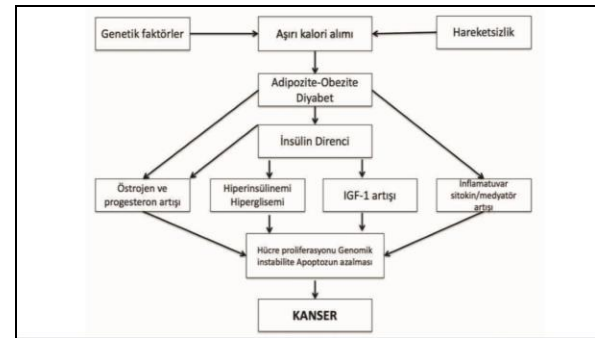 Genetik faktörler
Aşırı kalori alımı
Hareketsizlik
Adipozite-Obezite
Diyabet
İnsülin Direnci
Östrojen ve
progesteron artışı
Hiperinsülinemi
Hiperglisemi
IGF-1 artışı
İnflamatuvar
sitokin/medyatör
artışı
Hücre proliferasyonu Genomik
instabilite Apoptozun azalması
KANSER